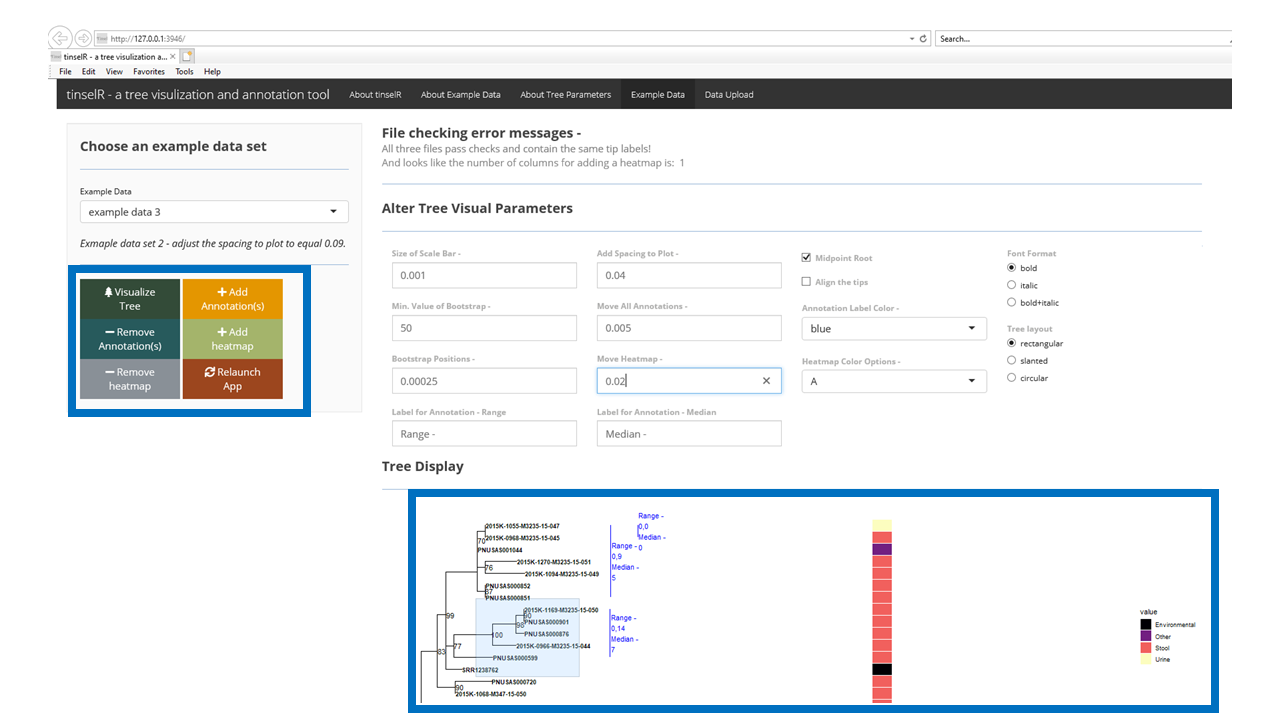 http://127.0.0.1:3946/
Search...
tinselR - a tree visulization a...
File Edit View Favorites Tools Help
tinselR - a tree visulization and annotation tool About tinselR About Example Data About Tree Parameters Example Data Data Upload
Choose an example data set
Example Data
example data 3
Exmaple data set 2 - adjust the spacing to plot to equal 0.09.
Visualize Tree
Add Annotation(s)
Remove Annotation(s)
Add heatmap
Remove heatmap
Relaunch App
File checking error messages -
All three files pass checks and contain the same tip labels!
And looks like the number of columns for adding a heatmap is: 1
Alter Tree Visual Parameters
Size of Scale Bar -
0.001
Add Spacing to Plot -
0.04
Midpoint Root
Align the tips
Font Format
bold
italic
bold+italic
Min. Value of Bootstrap -
50
Move All Annotations -
0.005
Annotation Label Color -
blue
Tree layout
rectangular
slanted
circular
Bootstrap Positions -
0.00025
Move Heatmap -
0.02
Heatmap Color Options -
A
Label for Annotation - Range
Range -
Label for Annotation - Median
Median -
Tree Display
2015K-1055-M3235-15-047
2015K-0968-M3235-15-045
70
PNUSAS001044
2015K-1270-M3235-15-051
76
2015K-1094-M3235-15-049
PNUSAS000852
87
PNUSAS000851
2015K-1169-M3235-15-050
90
99
PNUSAS000901
98
PNUSAS000876
100
2015K-0966-M3235-15-044
77
83
PNUSAS000599
SRR1238762
PNUSAS000720
90
2015K-1068-M347-15-050
Range -
0,0
Median -
0
Range -
0,9
Median -
5
Range -
0,14
Median -
7
value
Environmental
Other
Stool
Urine